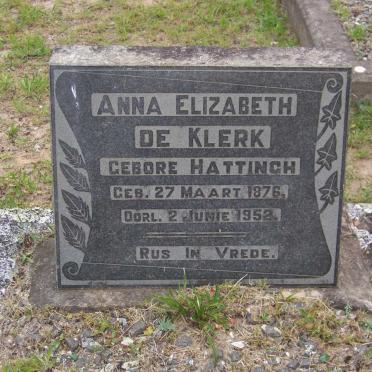 ANNA ELIZABETH
DE KLERK
GEBORE HATTINGH
GEB. 27 MAART 1876.
OORL. 2 JUNIE 1952.
RUS IN VREDE.